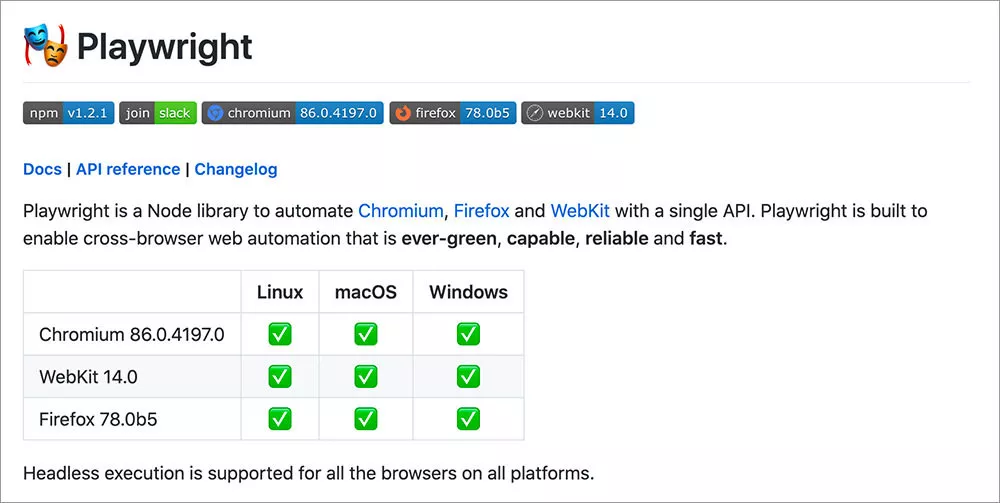 Playwright
npm v1.2.1 join slack chromium 86.0.4197.0 firefox 78.0b5 webkit 14.0
Docs | API reference | Changelog
Playwright is a Node library to automate Chromium, Firefox and WebKit with a single API. Playwright is built to
enable cross-browser web automation that is ever-green, capable, reliable and fast.
Linux macOS Windows
Chromium 86.0.4197.0 ✅ ✅ ✅
WebKit 14.0 ✅ ✅ ✅
Firefox 78.0b5 ✅ ✅ ✅
Headless execution is supported for all the browsers on all platforms.